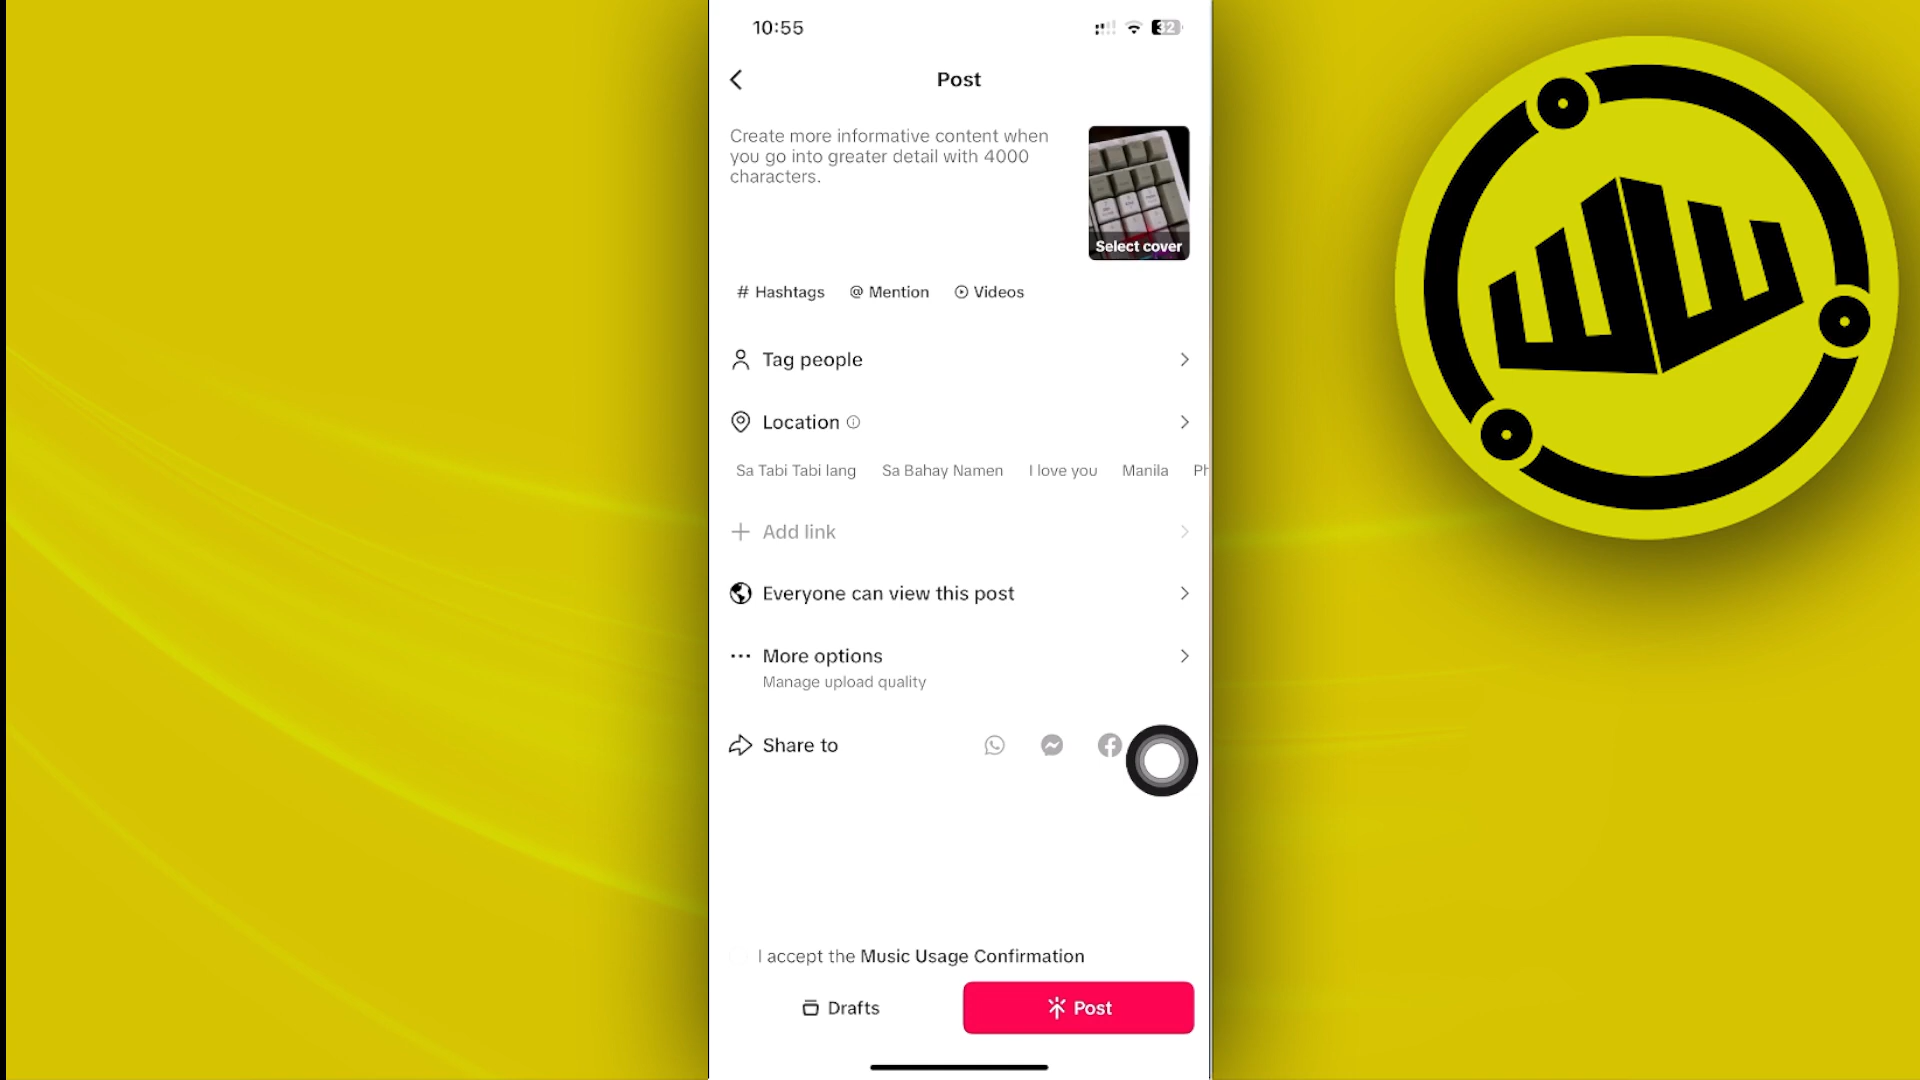 10:55
32
Post
Create more informative content when
you go into greater detail with 4000
characters.
Select cover
# Hashtags @ Mention Videos
Tag people
Location
Sa Tabi Tabi lang Sa Bahay Namen I love you Manila Ph
Add link
Everyone can view this post
More options
Manage upload quality
Share to
I accept the Music Usage Confirmation
Drafts Post